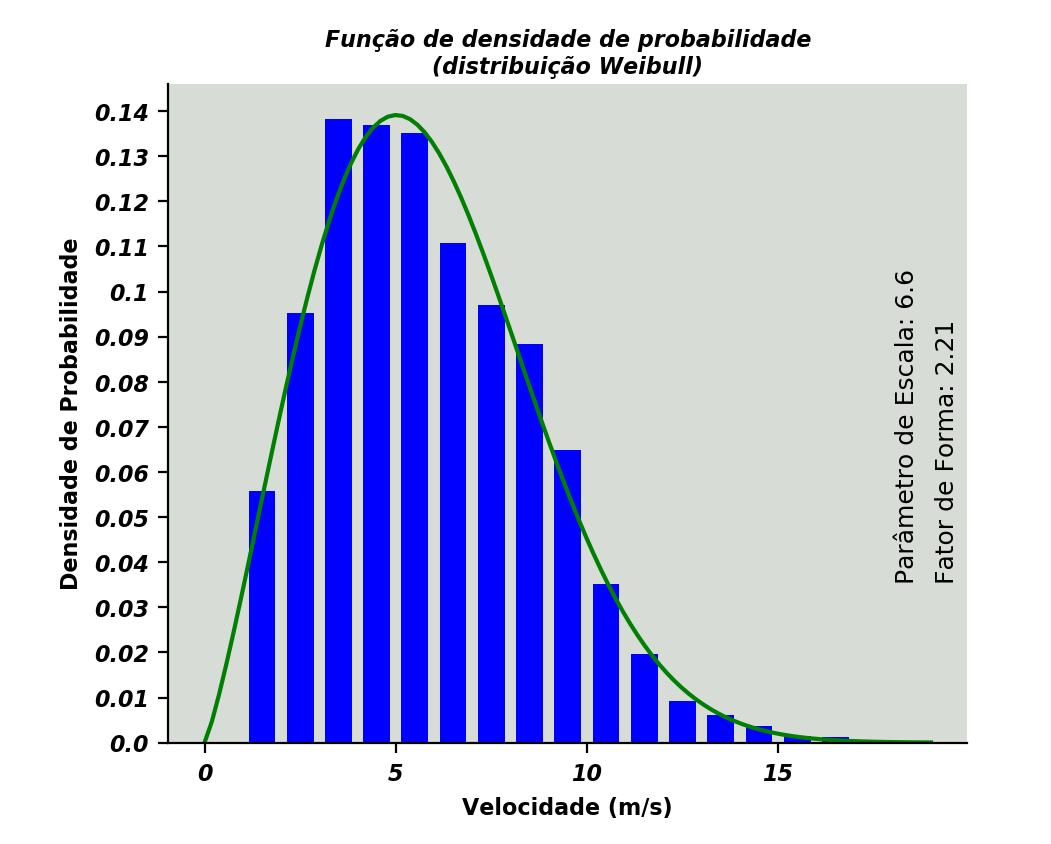 Função de densidade de probabilidade
(distribuição Weibull)
0.14
0.13
0.12
0.11
0.1
0.09
0.08
0.07
0.06
0.05
0.04
0.03
0.02
0.01
0.0
Densidade de Probabilidade
0 5 10 15
Velocidade (m/s)
Parâmetro de Escala: 6.6
Fator de Forma: 2.21